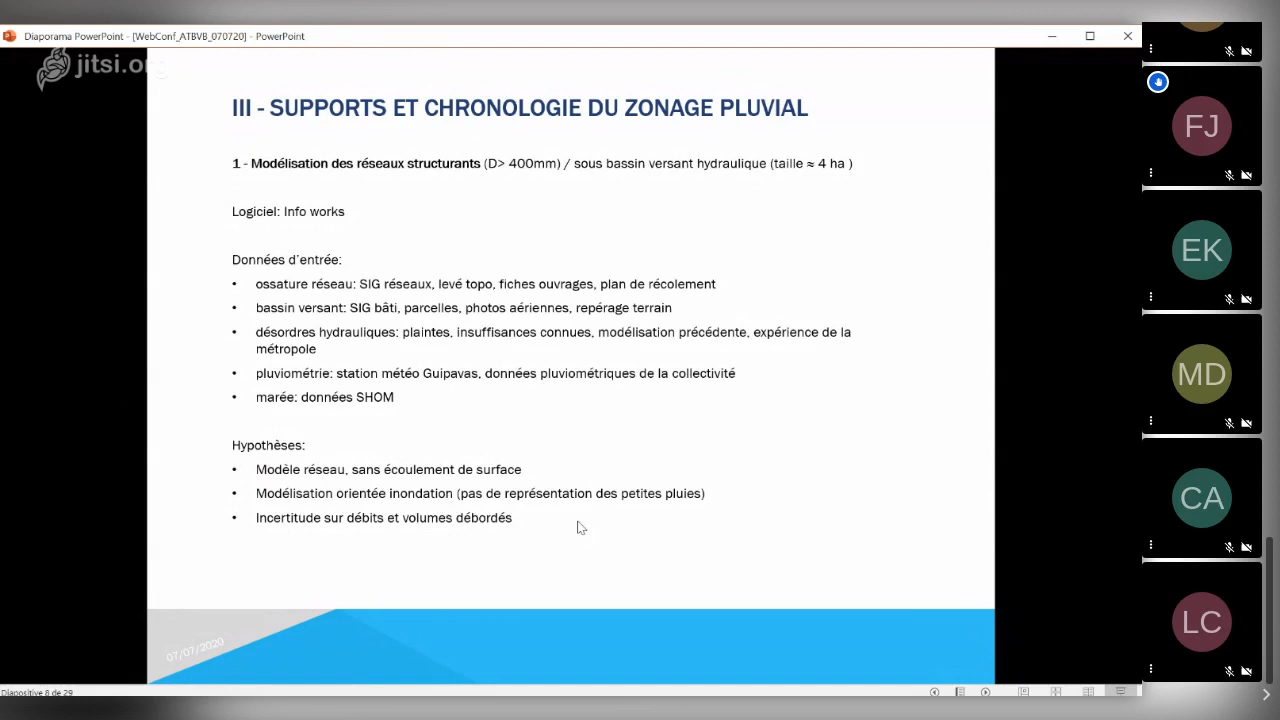 Diaporama PowerPoint - [WebConf_ATBVB_070720] - PowerPoint
jitsi.org
III - SUPPORTS ET CHRONOLOGIE DU ZONAGE PLUVIAL
1 - Modélisation des réseaux structurants (D> 400mm) / sous bassin versant hydraulique (taille ≈ 4 ha )
Logiciel: Info works
Données d'entrée:
• ossature réseau: SIG réseaux, levé topo, fiches ouvrages, plan de récolement
• bassin versant: SIG bâti, parcelles, photos aériennes, repérage terrain
• désordres hydrauliques: plaintes, insuffisances connues, modélisation précédente, expérience de la
métropole
• pluviométrie: station météo Guipavas, données pluviométriques de la collectivité
• marée: données SHOM
Hypothèses:
• Modèle réseau, sans écoulement de surface
• Modélisation orientée inondation (pas de représentation des petites pluies)
• Incertitude sur débits et volumes débordés
07/07/2020
Diapositive 8 de 29
FJ
EK
MD
CA
LC